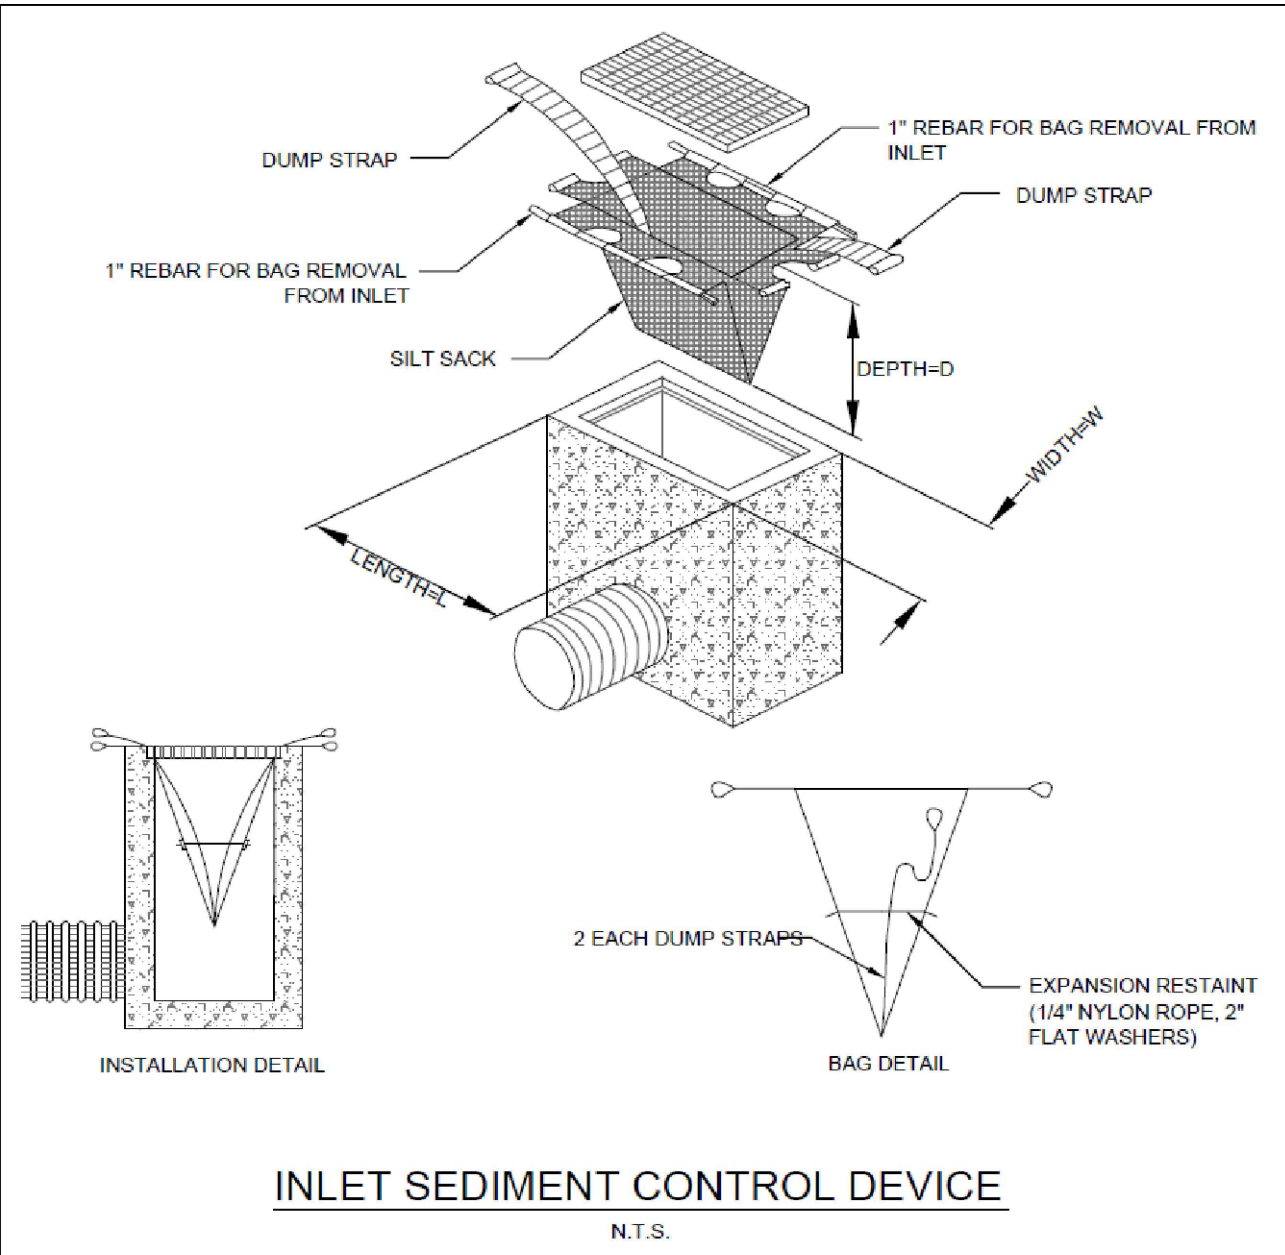 1" REBAR FOR BAG REMOVAL FROM
INLET
DUMP STRAP
DUMP STRAP
1" REBAR FOR BAG REMOVAL
FROM INLET
SILT SACK
DEPTH=D
WIDTH=W
LENGTH=L
2 EACH DUMP STRAPS
EXPANSION RESTAINT
(1/4" NYLON ROPE, 2"
FLAT WASHERS)
INSTALLATION DETAIL
BAG DETAIL
INLET SEDIMENT CONTROL DEVICE
N.T.S.